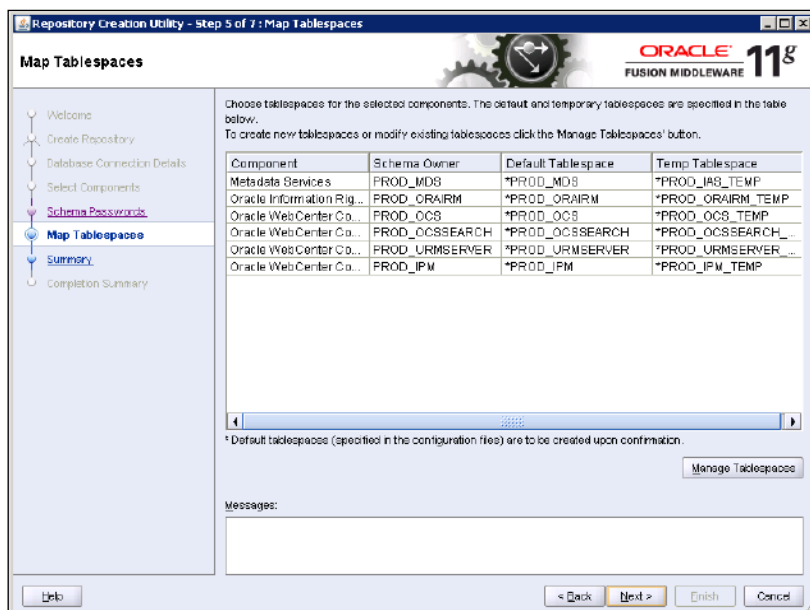 Repository Creation Utility - Step 5 of 7 : Map Tablespaces
Map Tablespaces
ORACLE
FUSION MIDDLEWARE
11g
Welcome
Create Repository
Database Connection Details
Select Components
Schema Passwords
Map Tablespaces
Summary
Completion Summary
Choose tablespaces for the selected components. The default and temporary tablespaces are specified in the table
below.
To create new tablespaces or modify existing tablespaces click the 'Manage Tablespaces' button.
Component Schema Owner Default Tablespace Temp Tablespace
Metadata Services PROD_MDS *PROD_MDS *PROD_IAS_TEMP
Oracle Information Rig... PROD_ORAIRM *PROD_ORAIRM *PROD_ORAIRM_TEMP
Oracle WebCenter Co... PROD_OCS *PROD_OCS *PROD_OCS_TEMP
Oracle WebCenter Co... PROD_OCSSEARCH *PROD_OCSSEARCH *PROD_OCSSEARCH_...
Oracle WebCenter Co... PROD_URMSERVER *PROD_URMSERVER *PROD_URMSERVER_...
Oracle WebCenter Co... PROD_IPM *PROD_IPM *PROD_IPM_TEMP
* Default tablespaces (specified in the configuration files) are to be created upon confirmation.
Manage Tablespaces
Messages:
Help
< Back
Next >
Finish
Cancel